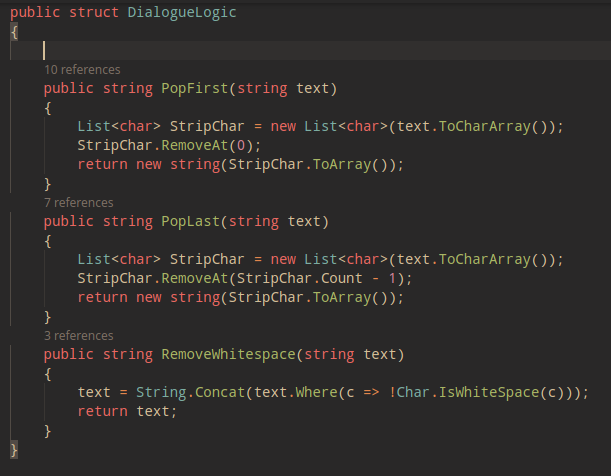 public struct DialogueLogic
{
10 references
public string PopFirst(string text)
{
List<char> StripChar = new List<char>(text.ToCharArray());
StripChar.RemoveAt(0);
return new string(StripChar.ToArray());
}
7 references
public string PopLast(string text)
{
List<char> StripChar = new List<char>(text.ToCharArray());
StripChar.RemoveAt(StripChar.Count - 1);
return new string(StripChar.ToArray());
}
3 references
public string RemoveWhitespace(string text)
{
text = String.Concat(text.Where(c => !Char.IsWhiteSpace(c)));
return text;
}
}